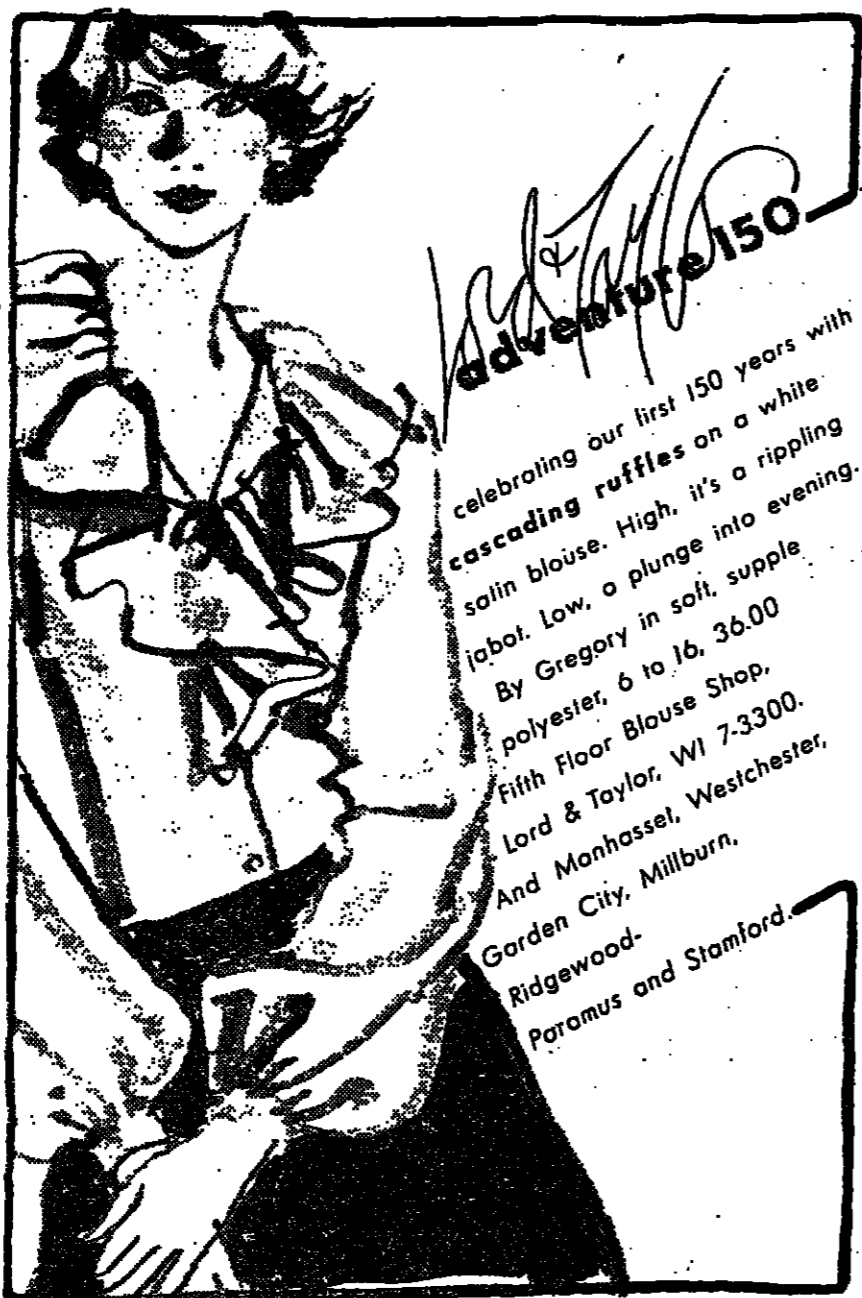 Lord & Taylor
adventure 150
celebrating our first 150 years with
cascading ruffles on a white
satin blouse. High, it's a rippling
jabot. Low, a plunge into evening.
By Gregory in soft, supple
polyester, 6 to 16, 36.00
Fifth Floor Blouse Shop,
Lord & Taylor, WI 7-3300.
And Manhasset, Westchester,
Garden City, Millburn,
Ridgewood-
Paramus and Stamford.